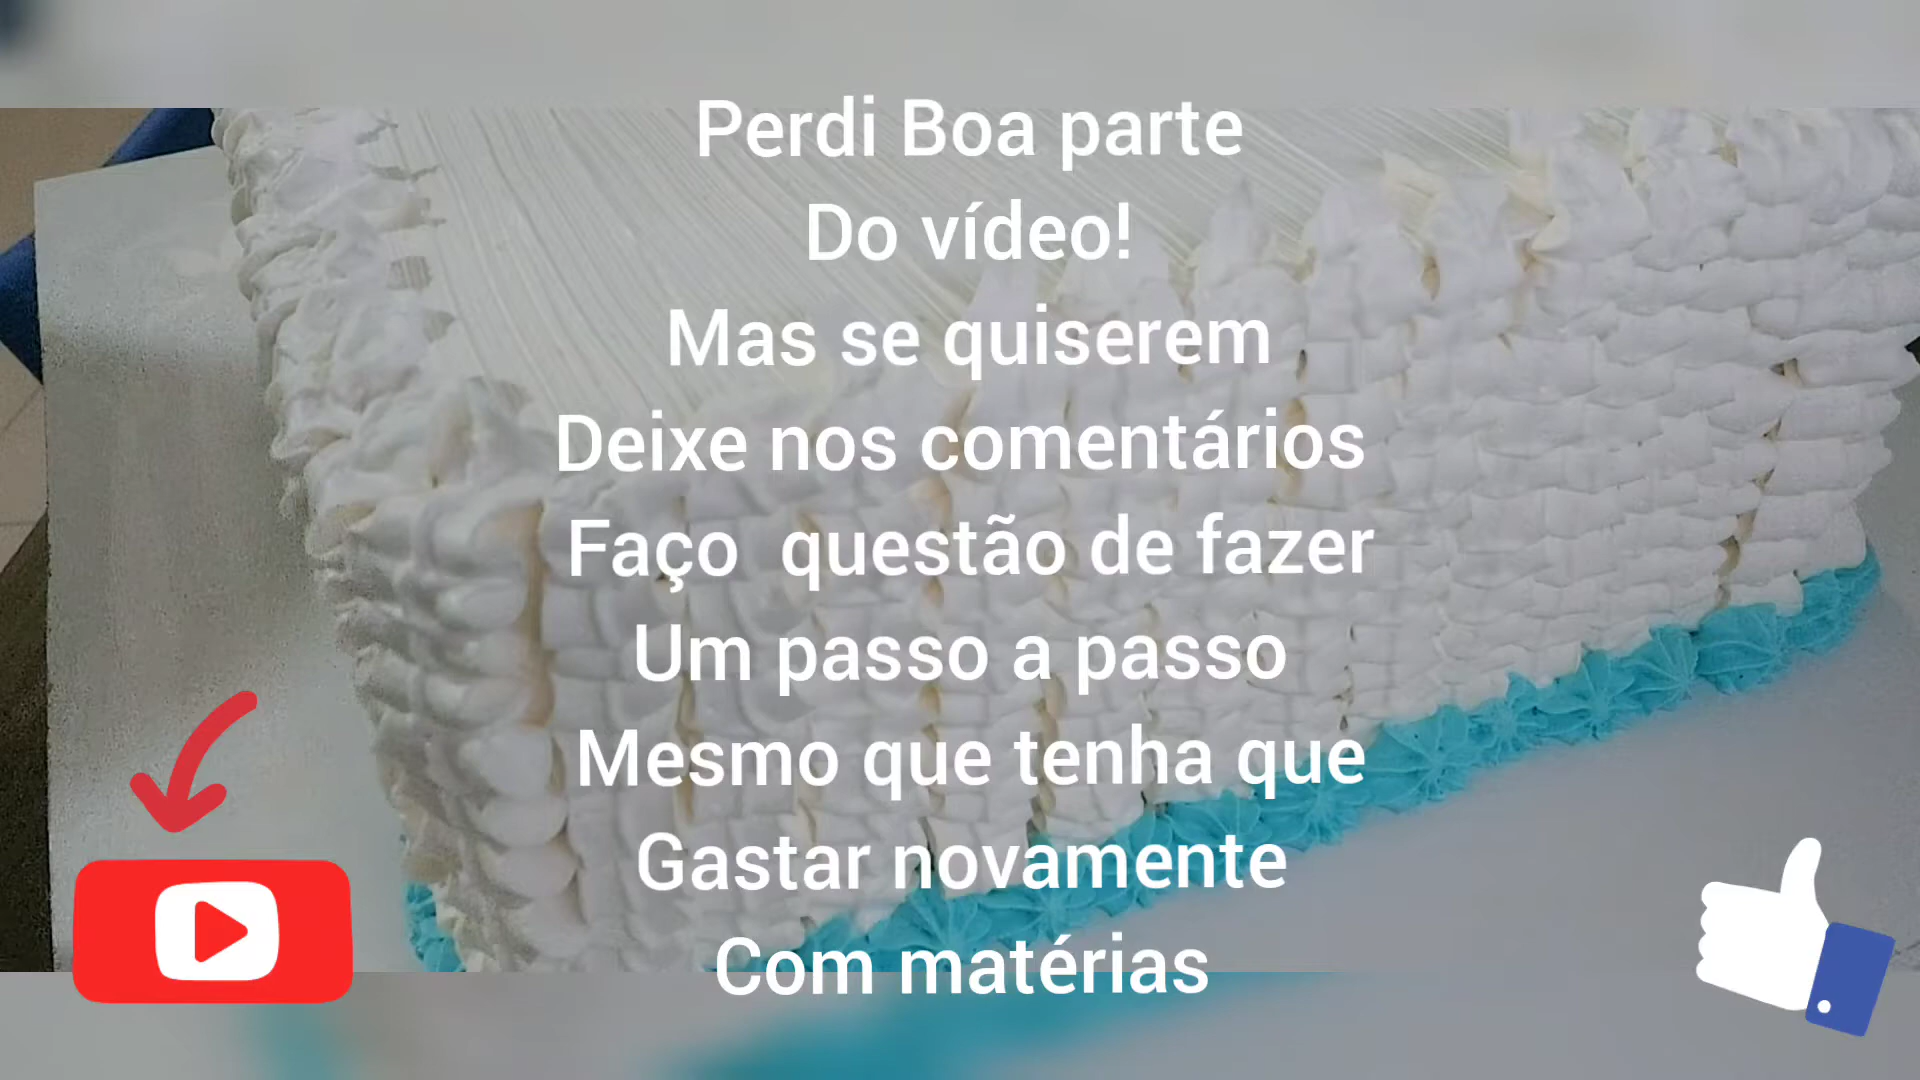 Perdi Boa parte
Do vídeo!
Mas se quiserem
Deixe nos comentários
Faço questão de fazer
Um passo a passo
Mesmo que tenha que
Gastar novamente
Com matérias